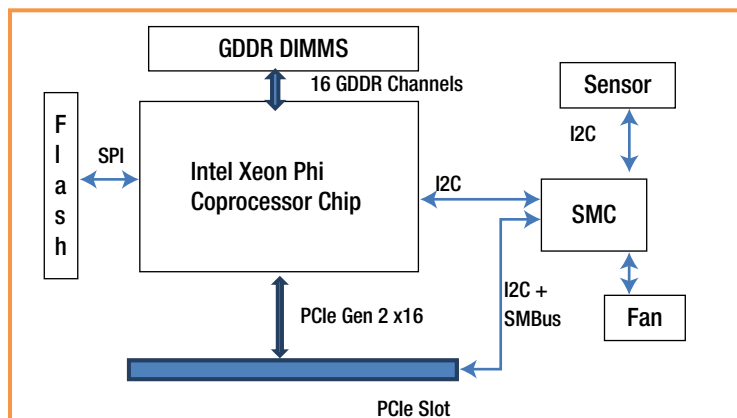 GDDR DIMMS
16 GDDR Channels
Sensor
I2C
F
l
a
s
h
SPI
Intel Xeon Phi
Coprocessor Chip
I2C
SMC
I2C +
SMBus
PCIe Gen 2 x16
Fan
PCIe Slot